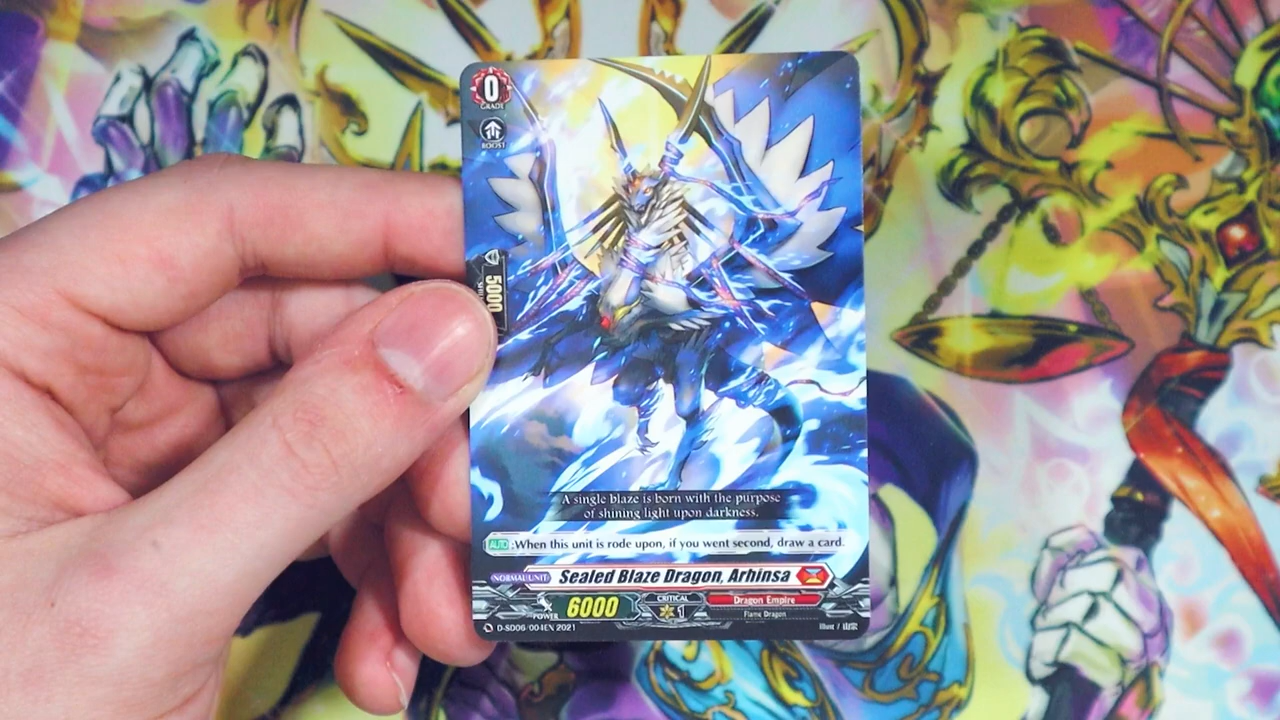 0
GRADE
BOOST
5000
A single blaze is born with the purpose
of shining light upon darkness.
AUTO :When this unit is rode upon, if you went second, draw a card.
NORMAL UNIT Sealed Blaze Dragon, Arhinsa
POWER 6000 CRITICAL 1 Dragon Empire
Flame Dragon
D-SD06/004EN 2021 Illust /